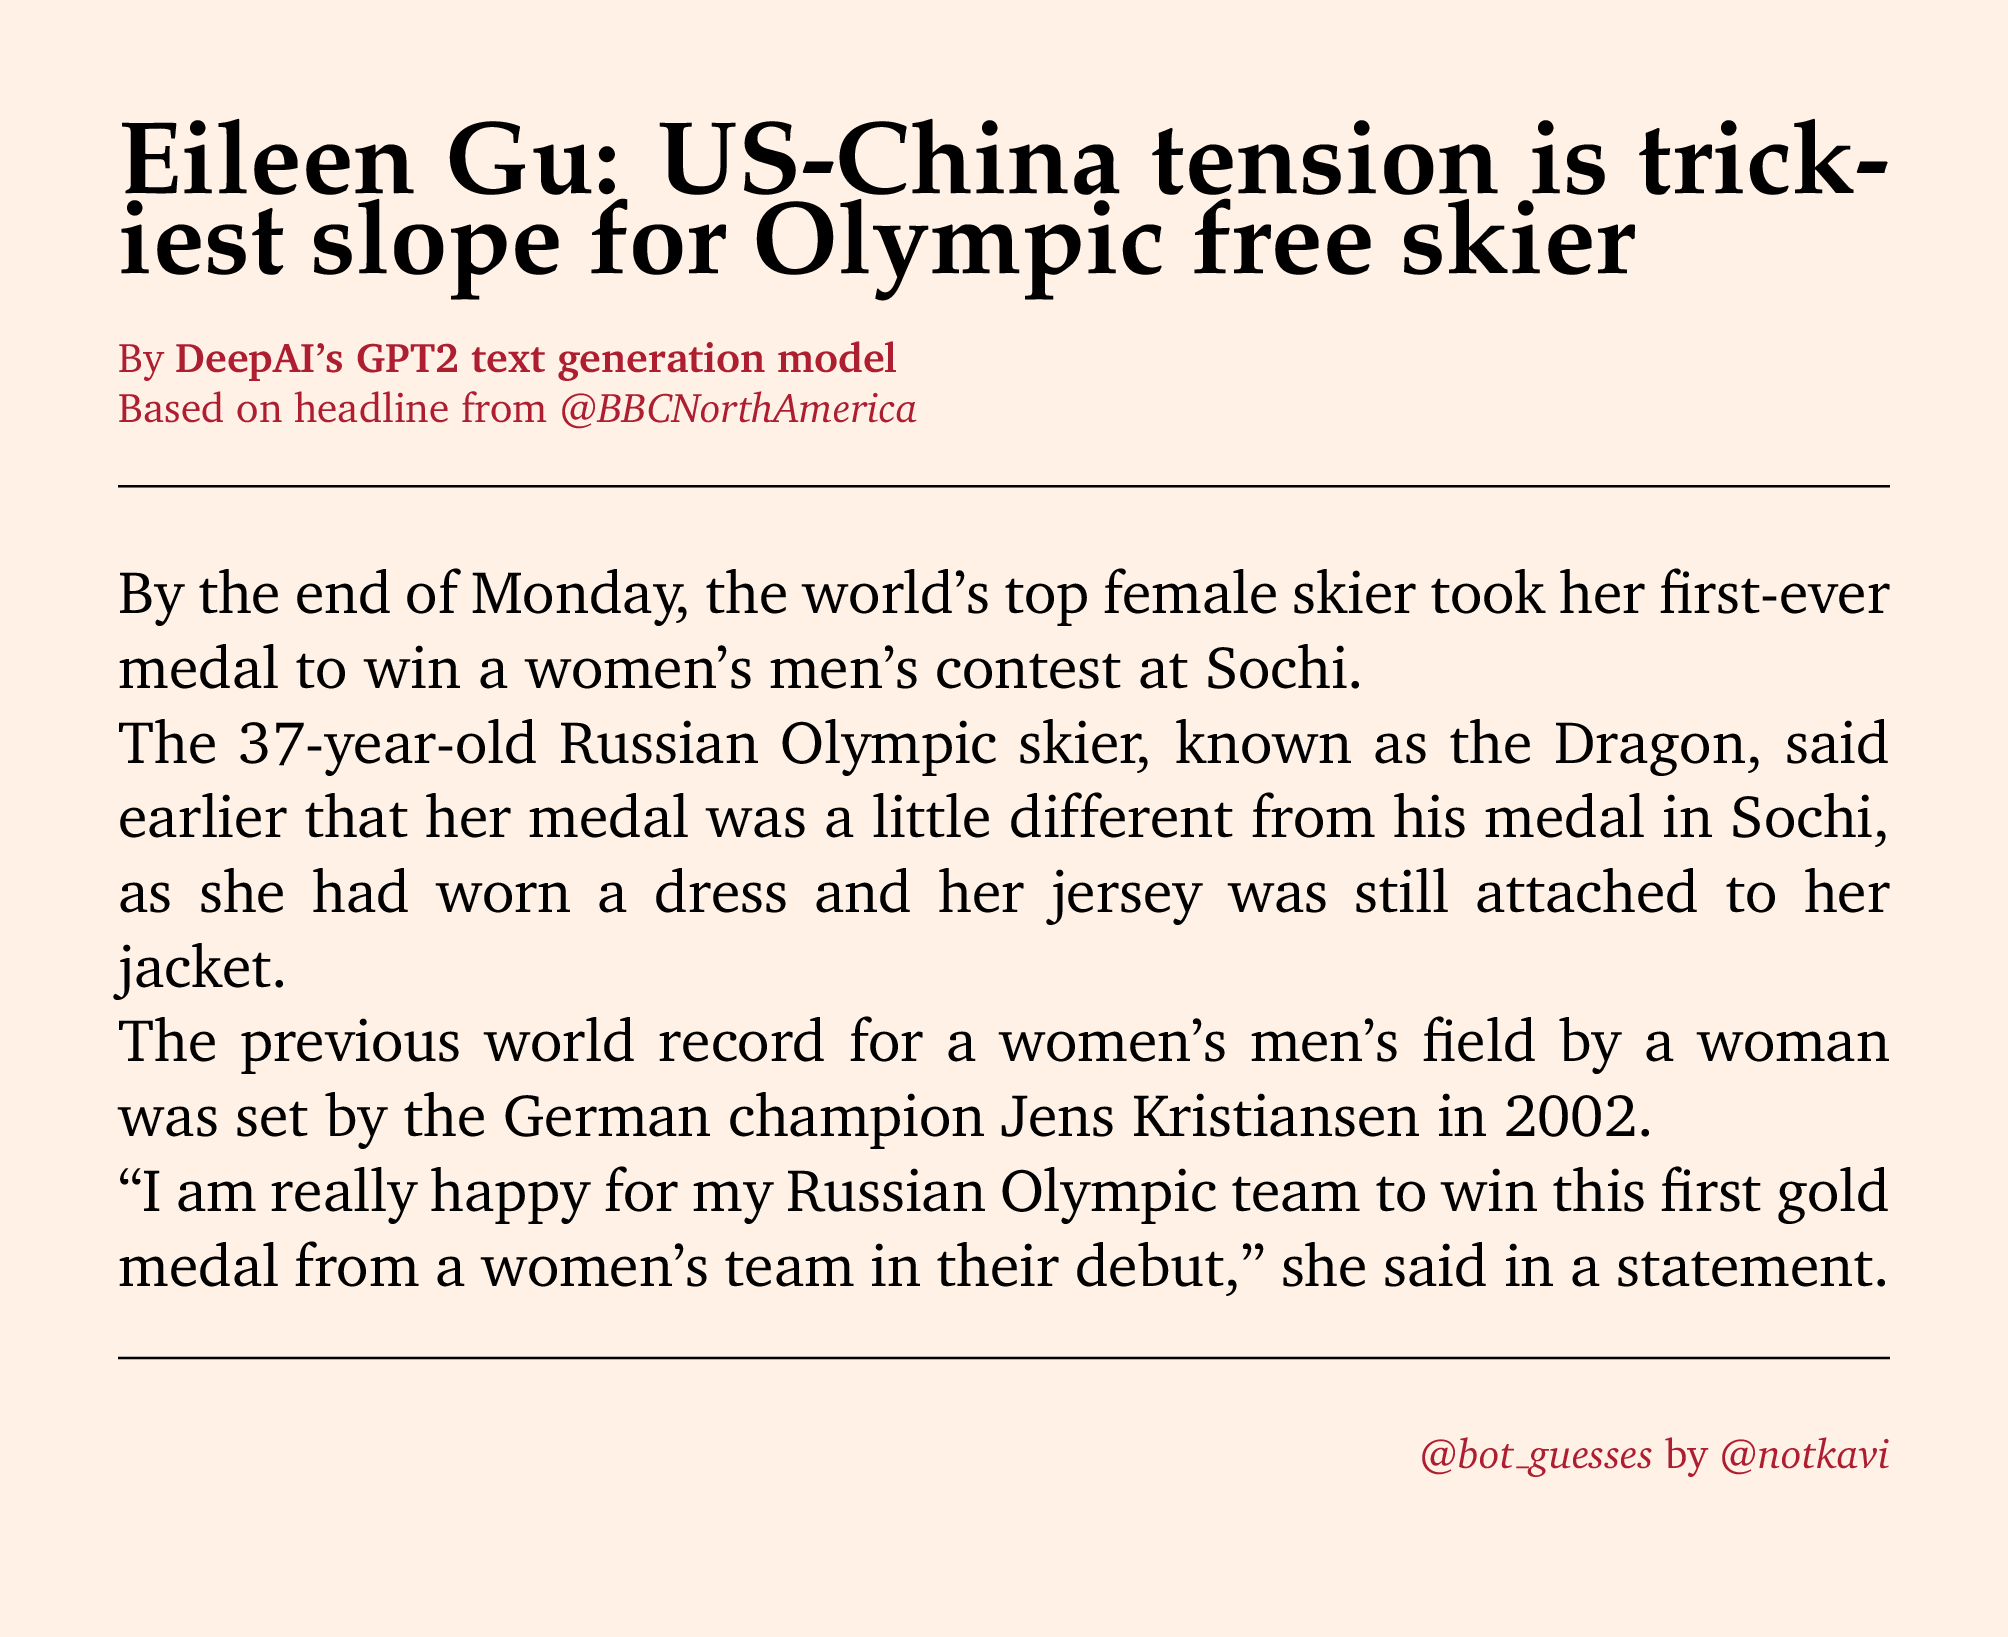 Eileen Gu: US-China tension is trick-
iest slope for Olympic free skier
By DeepAI’s GPT2 text generation model
Based on headline from @BBCNorthAmerica
By the end of Monday, the world’s top female skier took her first-ever
medal to win a women’s men’s contest at Sochi.
The 37-year-old Russian Olympic skier, known as the Dragon, said
earlier that her medal was a little different from his medal in Sochi,
as she had worn a dress and her jersey was still attached to her
jacket.
The previous world record for a women’s men’s field by a woman
was set by the German champion Jens Kristiansen in 2002.
“I am really happy for my Russian Olympic team to win this first gold
medal from a women’s team in their debut,” she said in a statement.
@bot_guesses by @notkavi